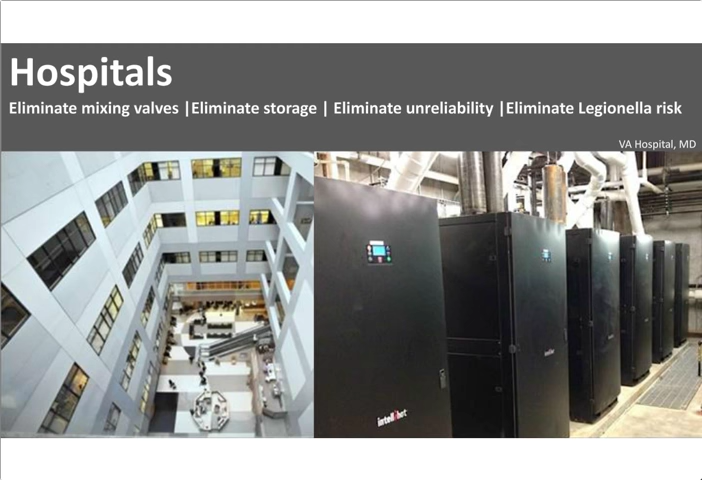 Hospitals
Eliminate mixing valves |Eliminate storage | Eliminate unreliability |Eliminate Legionella risk
VA Hospital, MD
intellihot